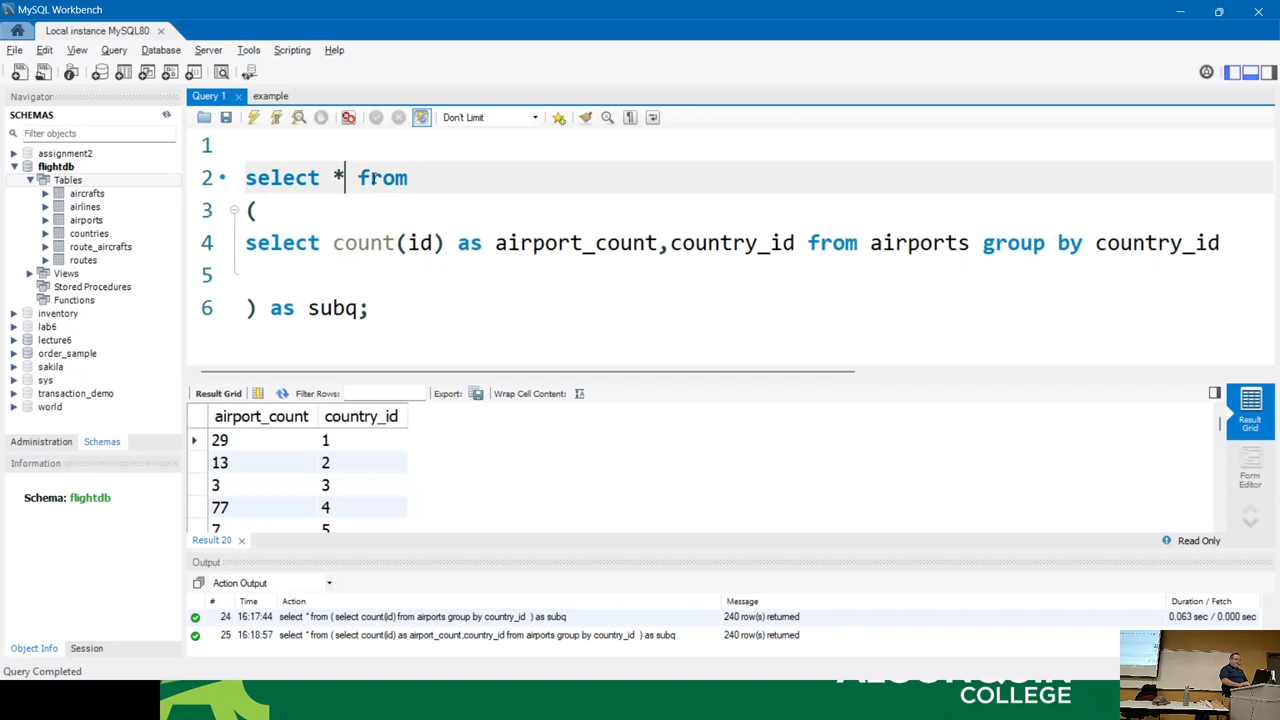 MySQL Workbench
Local instance MySQL80
File Edit View Query Database Server Tools Scripting Help
Navigator
SCHEMAS
Filter objects
assignment2
flightdb
Tables
aircrafts
airlines
airports
countries
route_aircrafts
routes
Views
Stored Procedures
Functions
inventory
lab6
lecture6
order_sample
sakila
sys
transaction_demo
world
Administration Schemas
Information
Schema: flightdb
Object Info Session
Query Completed
Query 1 example
Don't Limit
1
2 select * from
3 (
4 select count(id) as airport_count,country_id from airports group by country_id
5
6 ) as subq;
Result Grid Filter Rows: Export: Wrap Cell Content:
airport_count country_id
29 1
13 2
3 3
77 4
7 5
Result Grid
Form Editor
Result 20 Read Only
Output
Action Output
# Time Action Message Duration / Fetch
24 16:17:44 select * from ( select count(id) from airports group by country_id ) as subq 240 row(s) returned 0.063 sec / 0.000 sec
25 16:18:57 select * from ( select count(id) as airport_count,country_id from airports group by country_id ) as subq 240 row(s) returned
ALGONQUIN
COLLEGE